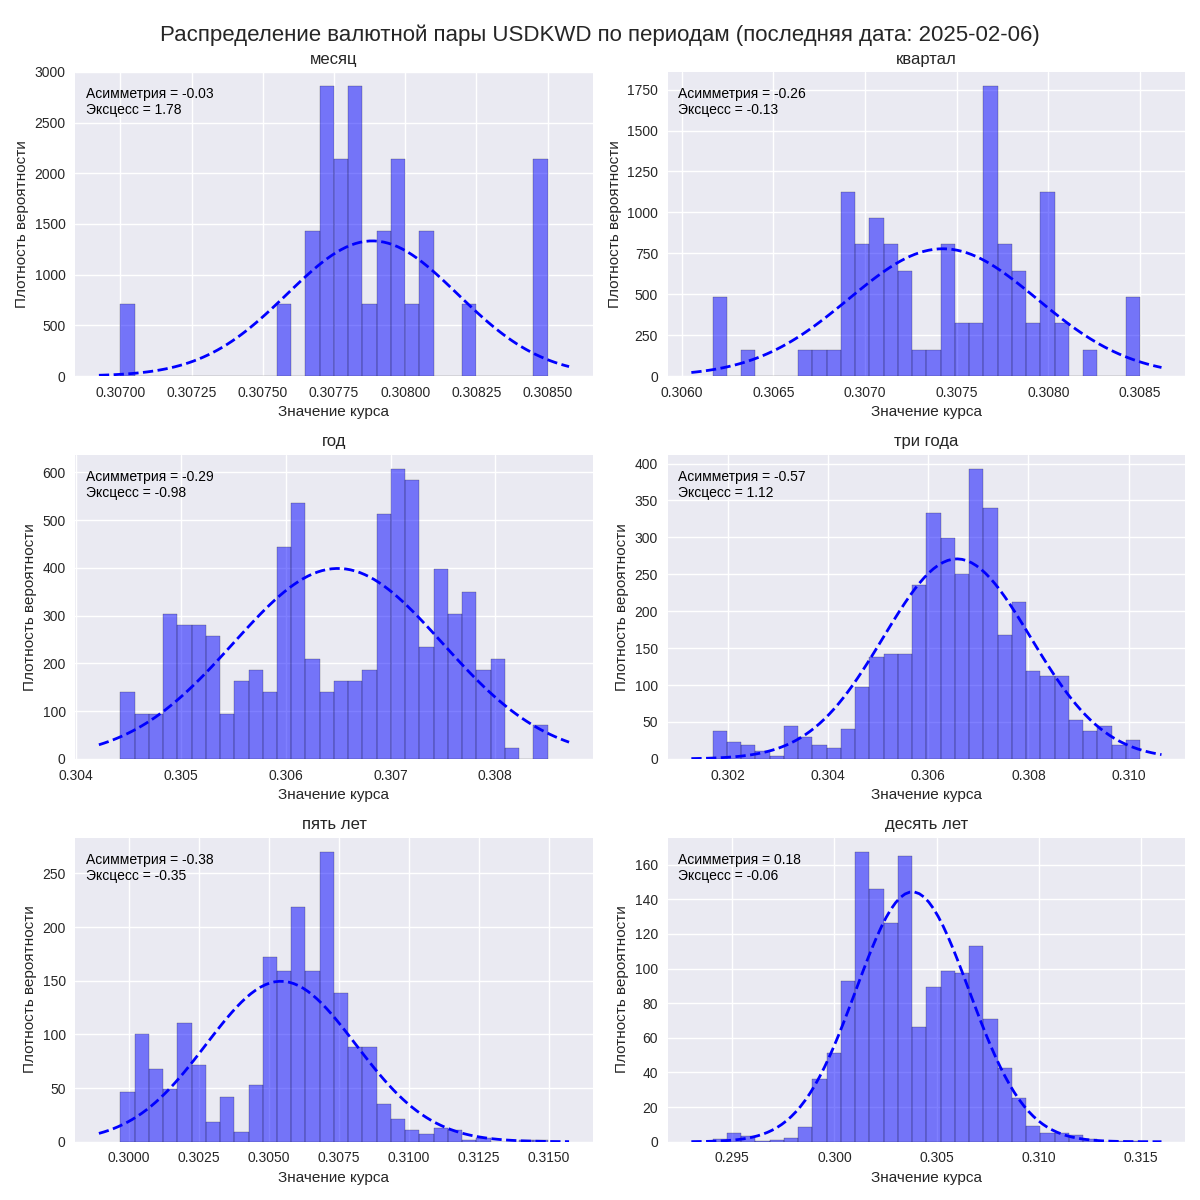 Распределение валютной пары USDKWD по периодам (последняя дата: 2025-02-06)
месяц
Асимметрия = -0.03
Эксцесс = 1.78
Плотность вероятности
3000
2500
2000
1500
1000
500
0
0.30700 0.30725 0.30750 0.30775 0.30800 0.30825 0.30850
Значение курса
квартал
Асимметрия = -0.26
Эксцесс = -0.13
Плотность вероятности
1750
1500
1250
1000
750
500
250
0
0.3060 0.3065 0.3070 0.3075 0.3080 0.3085
Значение курса
год
Асимметрия = -0.29
Эксцесс = -0.98
Плотность вероятности
600
500
400
300
200
100
0
0.304 0.305 0.306 0.307 0.308
Значение курса
три года
Асимметрия = -0.57
Эксцесс = 1.12
Плотность вероятности
400
350
300
250
200
150
100
50
0
0.302 0.304 0.306 0.308 0.310
Значение курса
пять лет
Асимметрия = -0.38
Эксцесс = -0.35
Плотность вероятности
250
200
150
100
50
0
0.3000 0.3025 0.3050 0.3075 0.3100 0.3125 0.3150
Значение курса
десять лет
Асимметрия = 0.18
Эксцесс = -0.06
Плотность вероятности
160
140
120
100
80
60
40
20
0
0.295 0.300 0.305 0.310 0.315
Значение курса